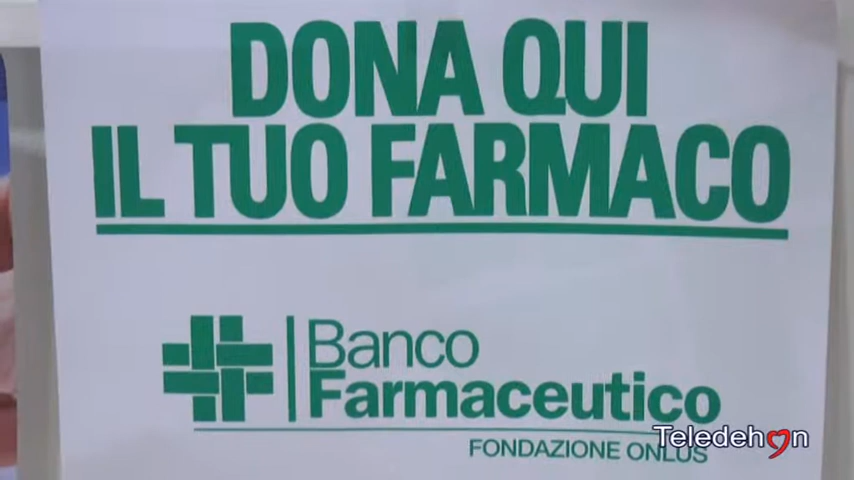 DONA QUI
IL TUO FARMACO
Banco
Farmaceutico
FONDAZIONE ONLUS
Teledehon